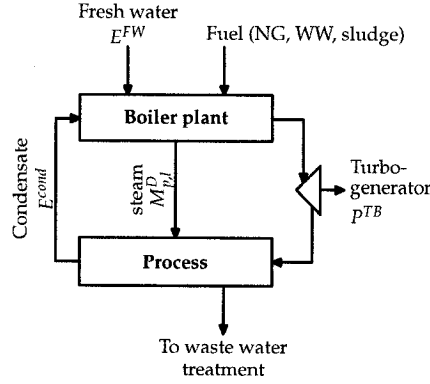 Fresh water
E^{FW}
Fuel (NG, WW, sludge)
Boiler plant
Condensate
E^{cond}
steam
M^{D}_{p,l}
Turbo-
generator
P^{TB}
Process
To waste water
treatment